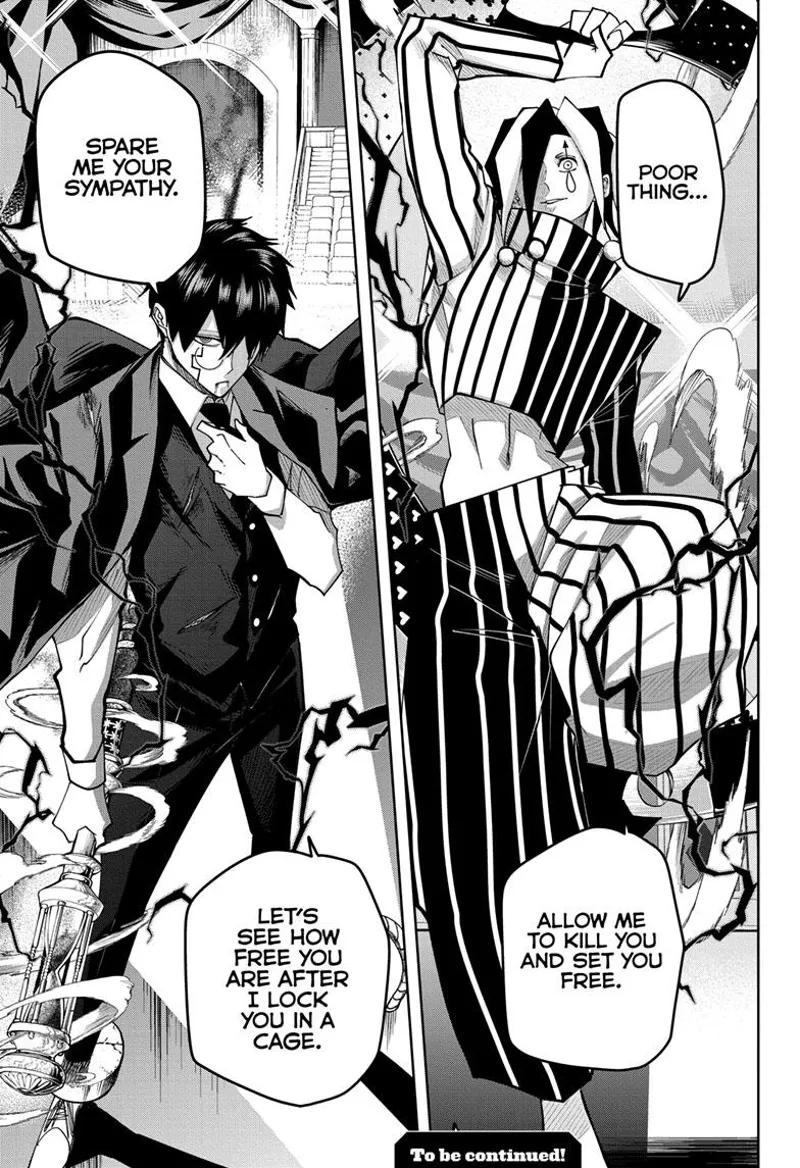 POOR
THING...
ALLOW ME
TO KILL YOU
AND SET YOU
FREE.
SPARE
ME YOUR
SYMPATHY.
LET'S
SEE HOW
FREE YOU
ARE AFTER
I LOCK
YOU IN A
CAGE.
To be continued!